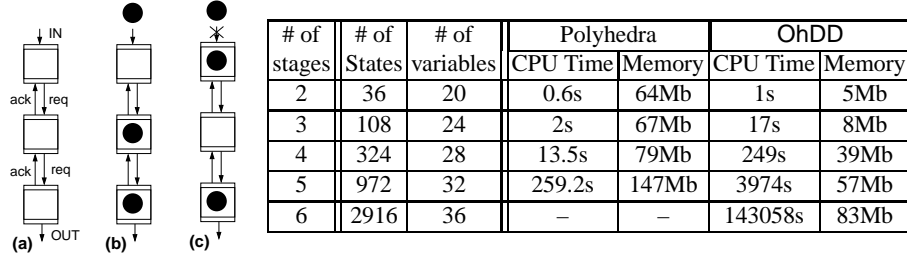 IN
ack req
ack req
OUT
(a) (b) (c)
# of # of # of Polyhedra OhDD
stages States variables CPU Time Memory CPU Time Memory
2 36 20 0.6s 64Mb 1s 5Mb
3 108 24 2s 67Mb 17s 8Mb
4 324 28 13.5s 79Mb 249s 39Mb
5 972 32 259.2s 147Mb 3974s 57Mb
6 2916 36 – – 143058s 83Mb